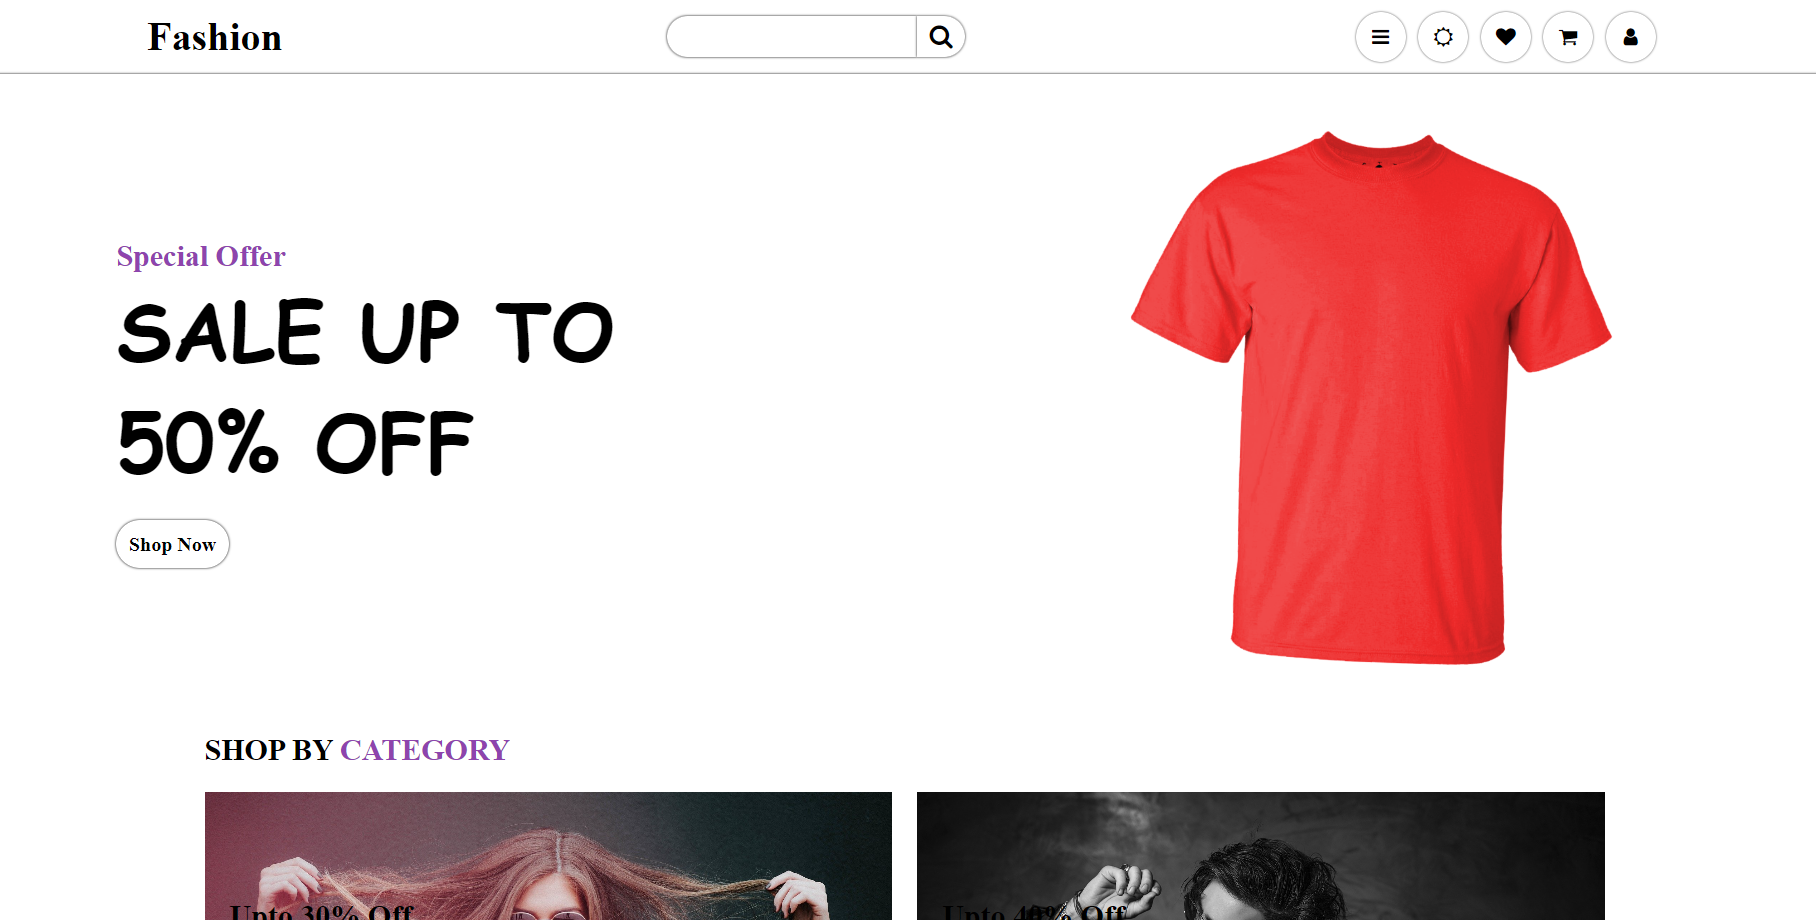 Fashion
Special Offer
SALE UP TO
50% OFF
Shop Now
SHOP BY CATEGORY
Upto 30% Off
Upto 40% Off